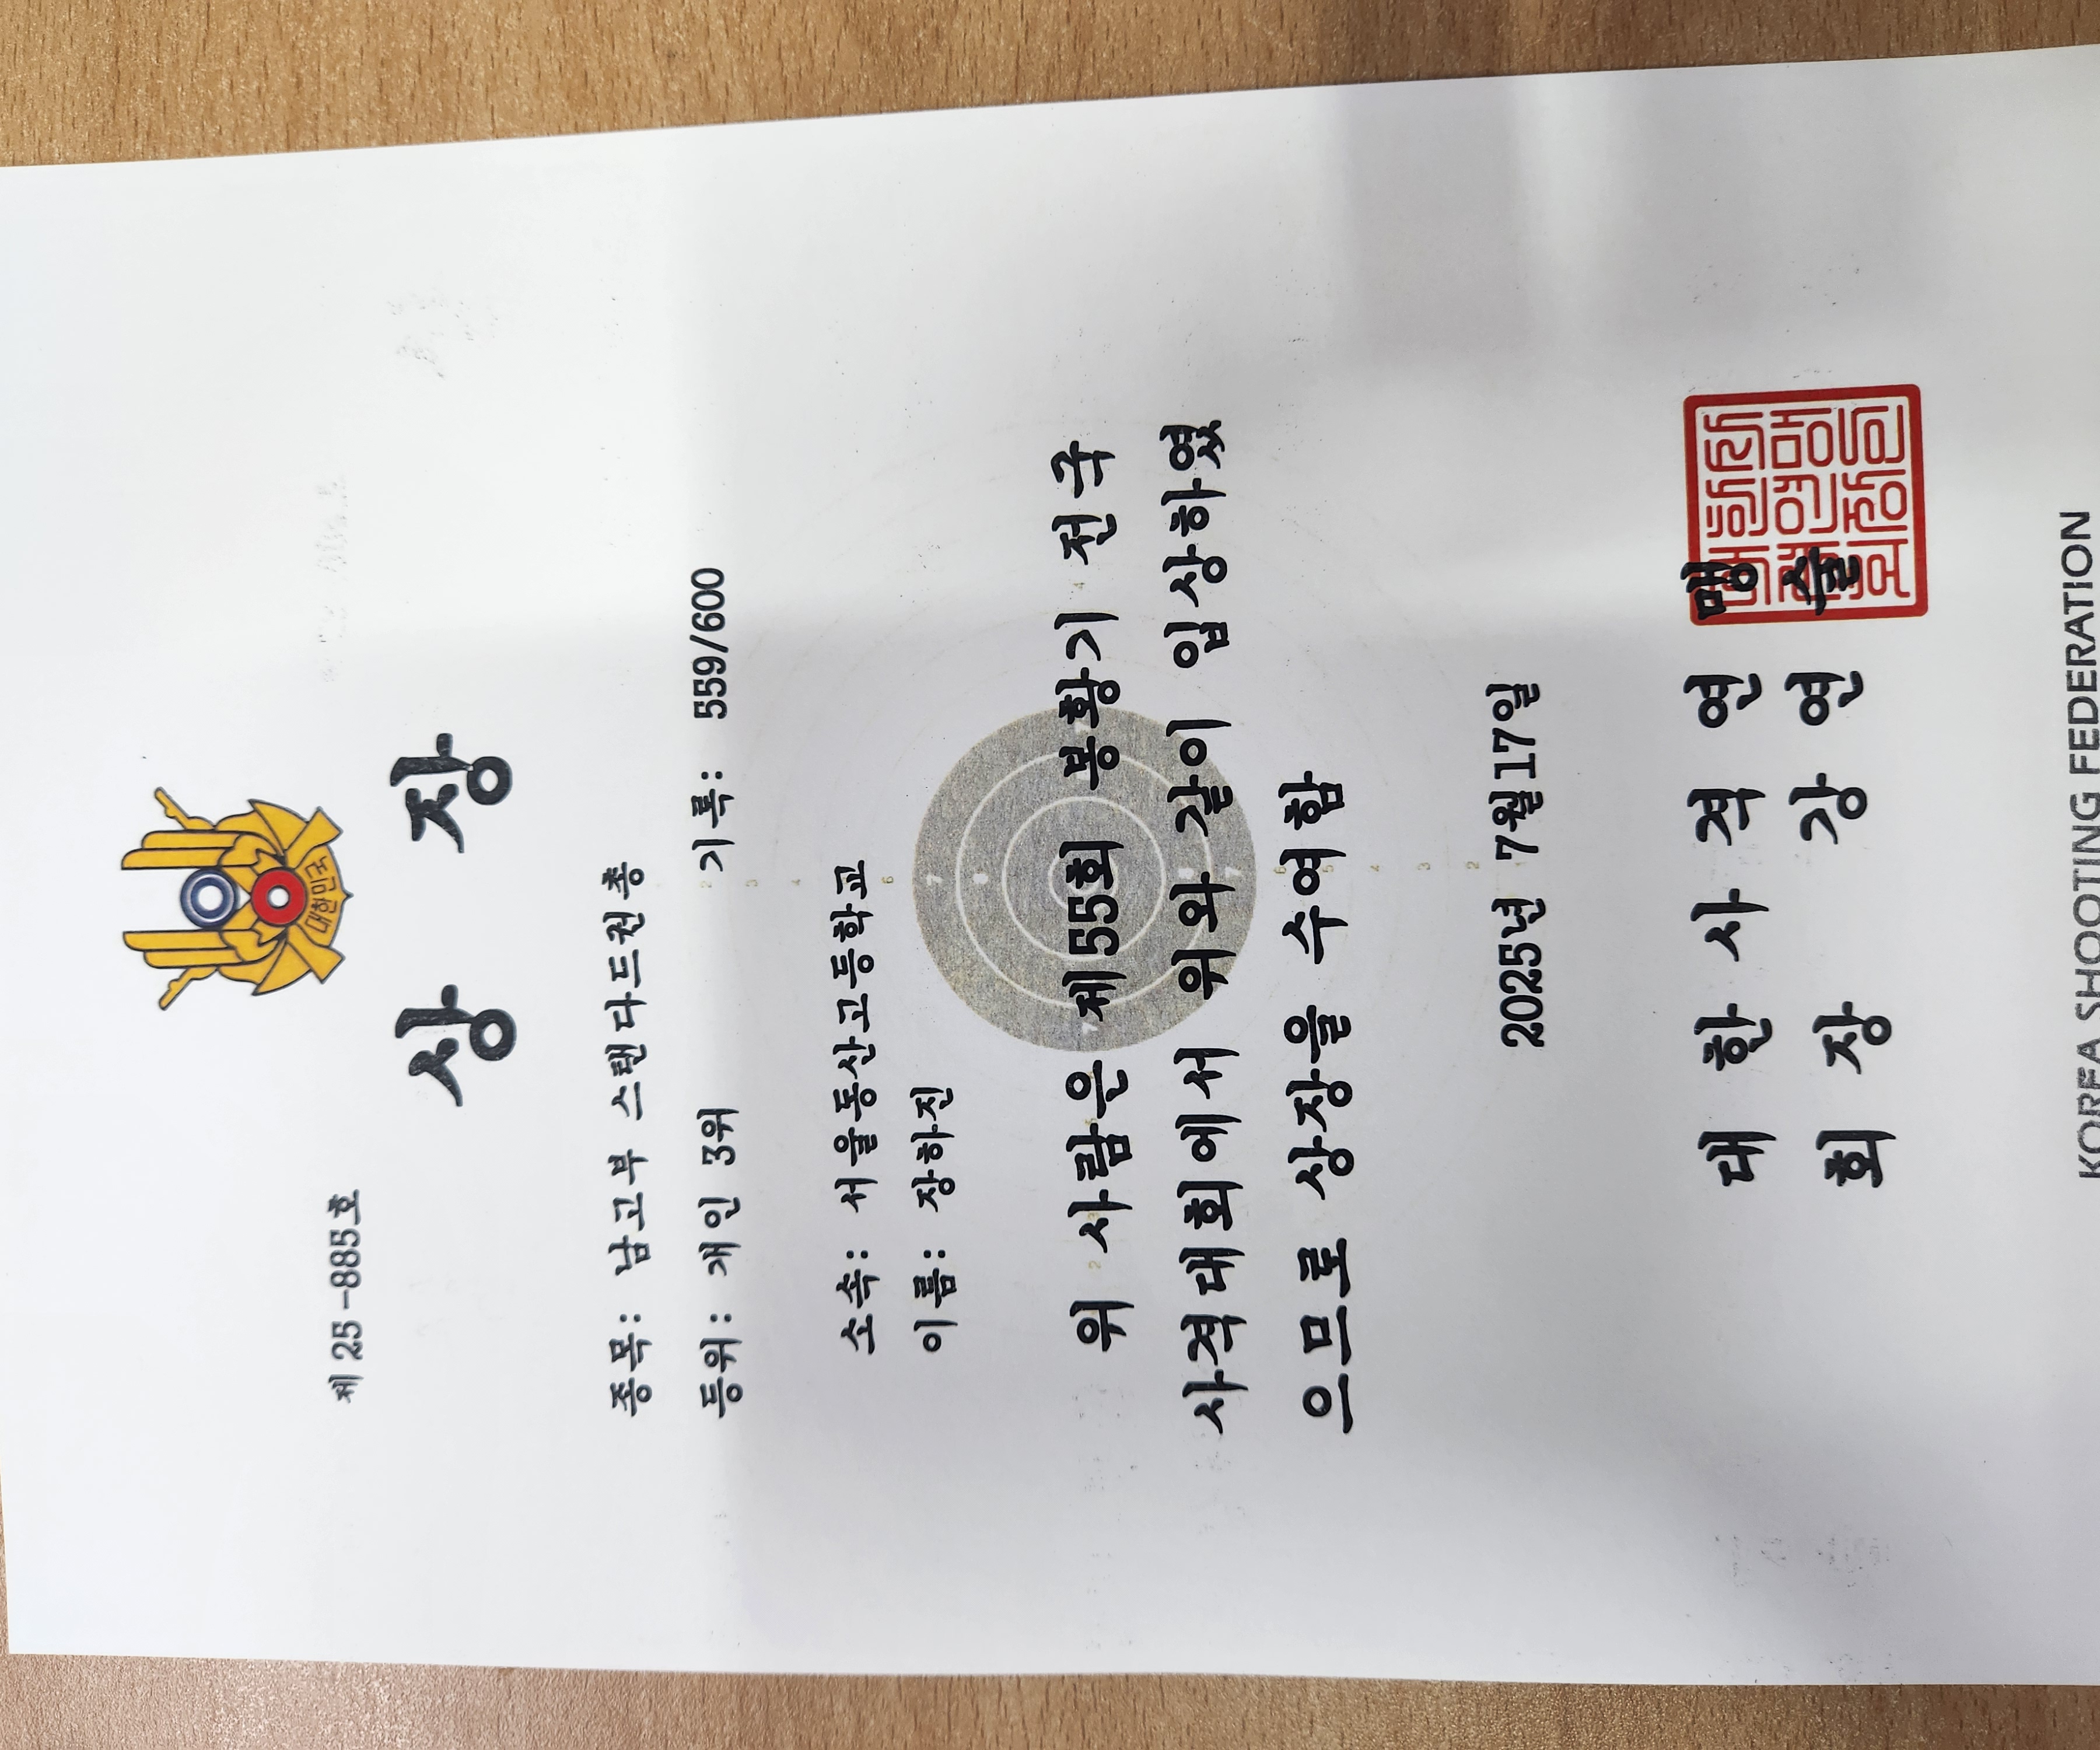 대한민국
제 25-885호
상 장
종목: 남고부 스탠다드권총
등위: 개인 3위 기록: 559/600
소속: 서울동산고등학교
이름: 장하진
위 사람은 제55회 봉황기 전국
사격대회에서 위와 같이 입상하였
으므로 상장을 수여함
2025년 7월17일
대 한 사 격 연 맹
회 장 강 연 술
KOREA SHOOTING FEDERATION